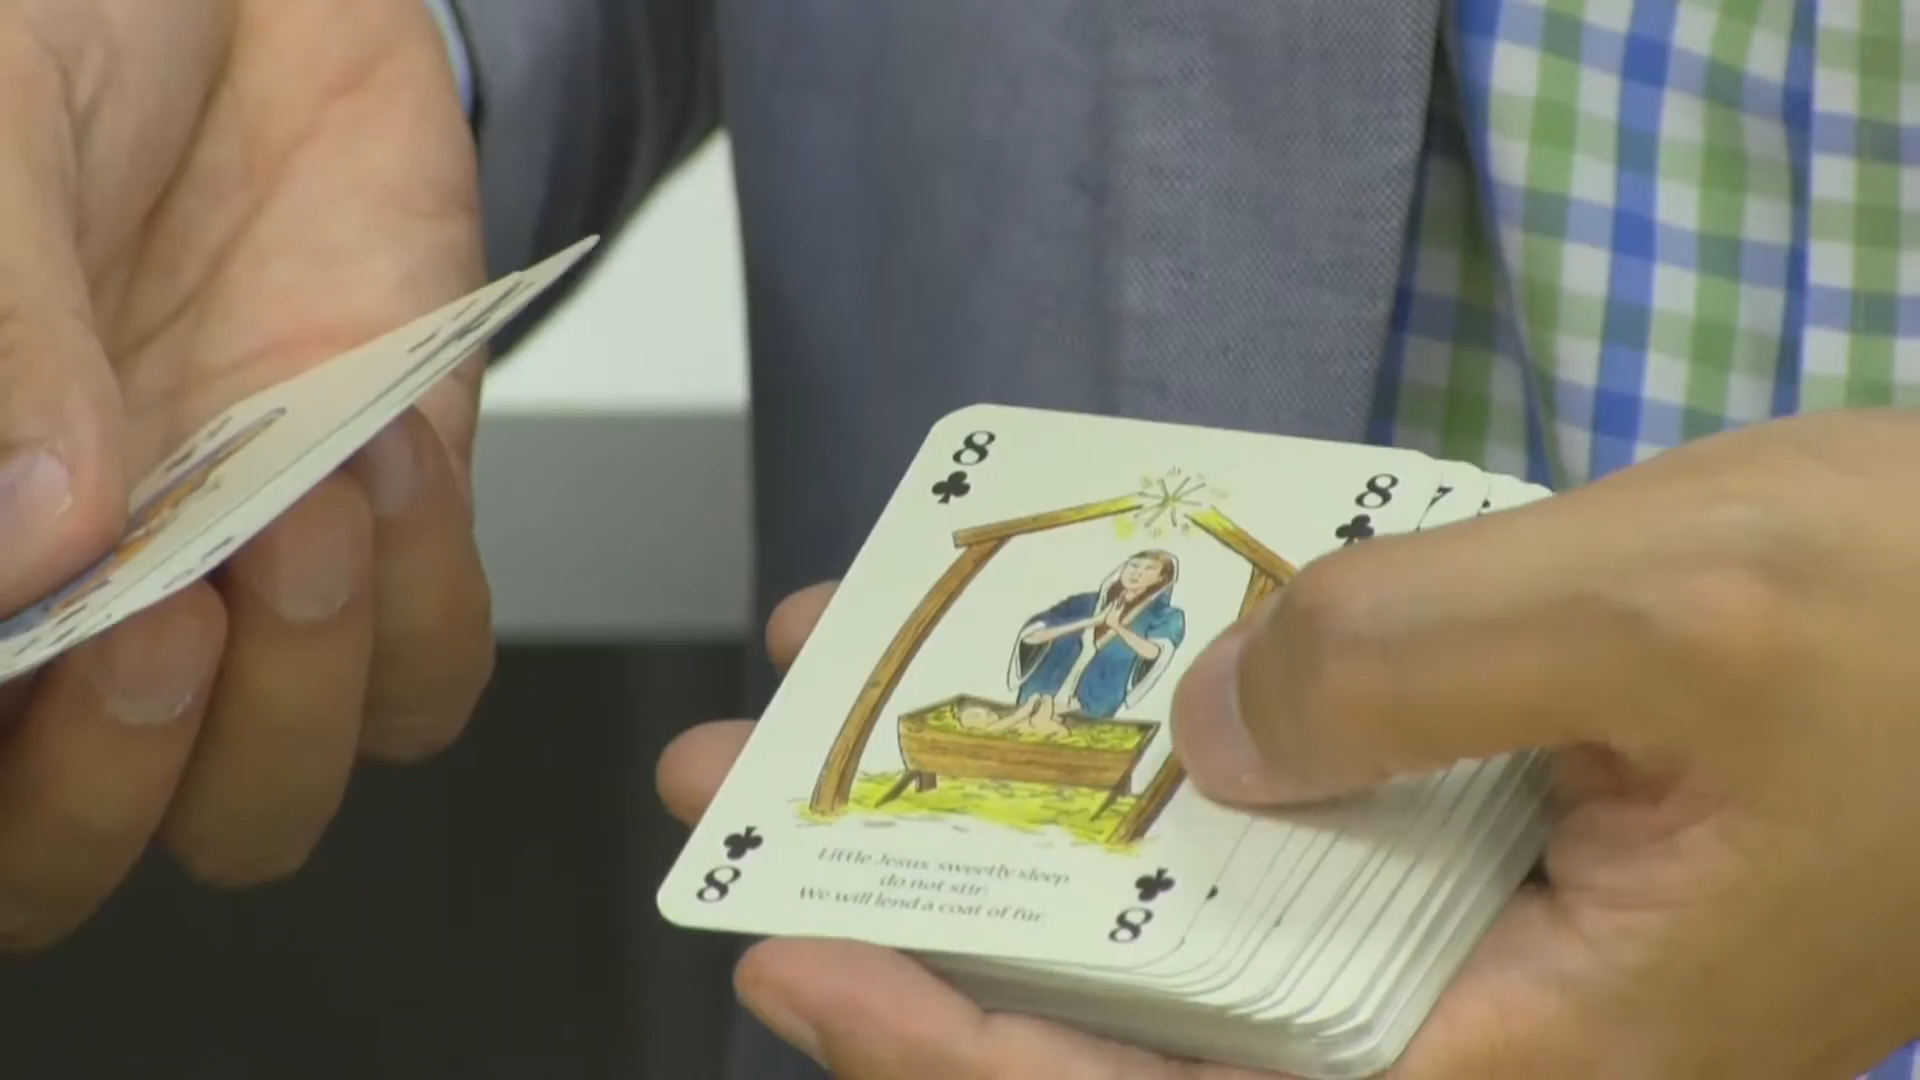 8
8
Little Jesus, sweetly sleep,
do not stir;
We will lend a coat of fur,
8
8